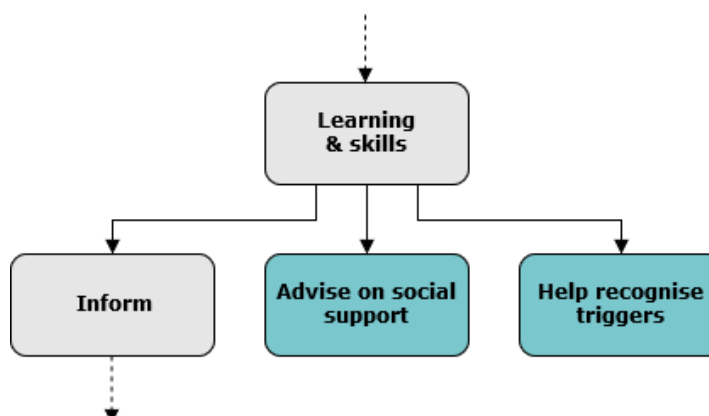 Learning
& skills
Inform
Advise on social
support
Help recognise
triggers